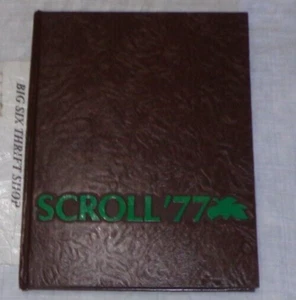 SCROLL '77
BIG SIX THRIFT SHOP